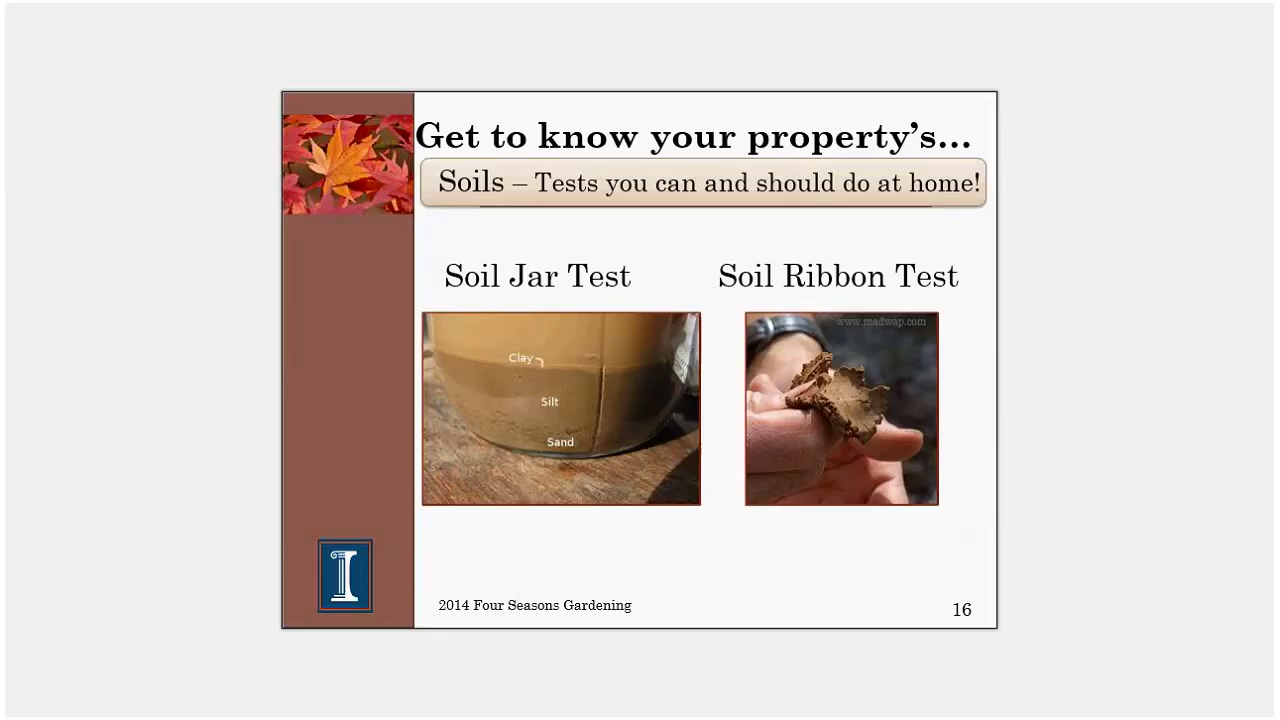 Get to know your property's...
Soils – Tests you can and should do at home!
Soil Jar Test
Soil Ribbon Test
www.madwap.com
Clay
Silt
Sand
I
2014 Four Seasons Gardening
16